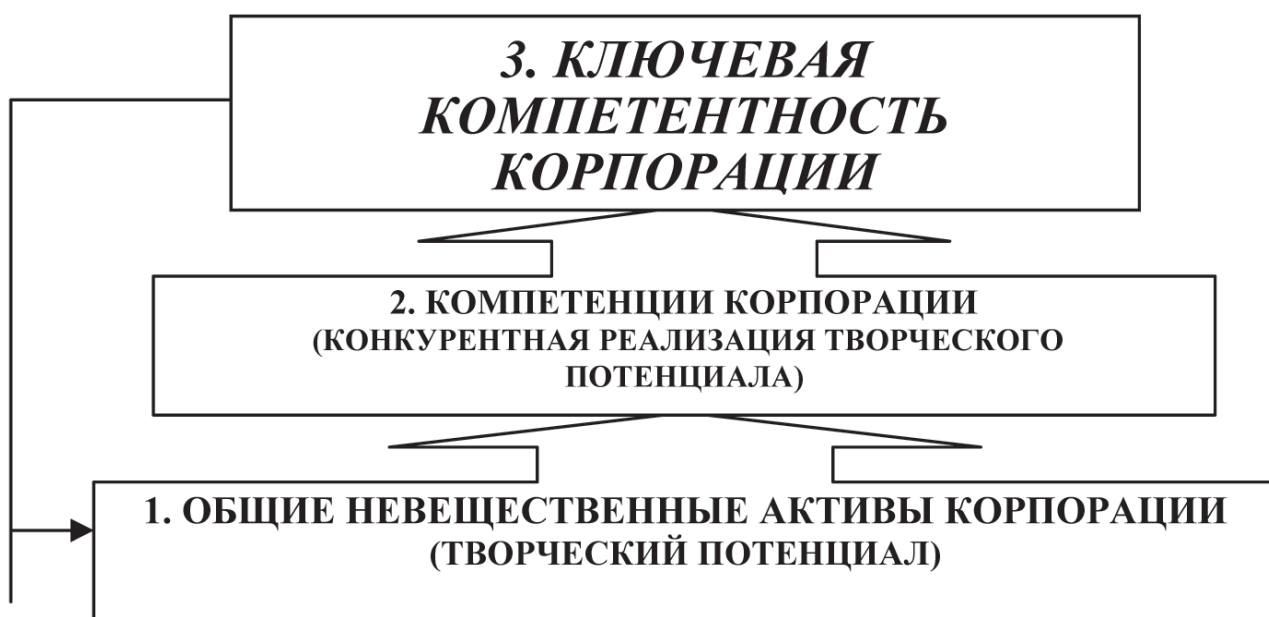 3. КЛЮЧЕВАЯ
КОМПЕТЕНТНОСТЬ
КОРПОРАЦИИ
2. КОМПЕТЕНЦИИ КОРПОРАЦИИ
(КОНКУРЕНТНАЯ РЕАЛИЗАЦИЯ ТВОРЧЕСКОГО
ПОТЕНЦИАЛА)
1. ОБЩИЕ НЕВЕЩЕСТВЕННЫЕ АКТИВЫ КОРПОРАЦИИ
(ТВОРЧЕСКИЙ ПОТЕНЦИАЛ)